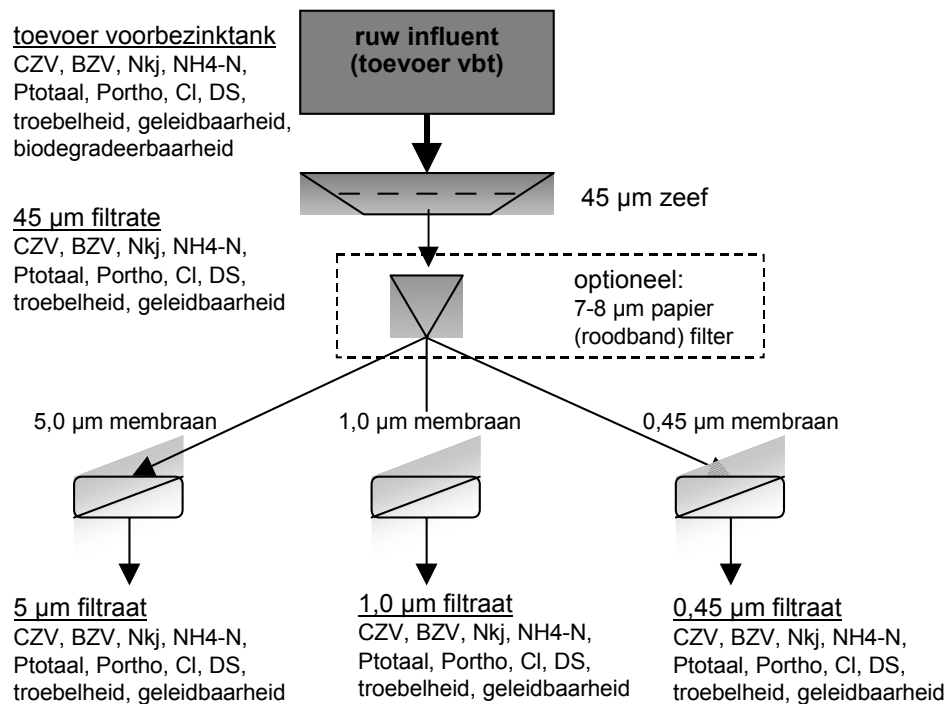 toevoer voorbezinktank
CZV, BZV, Nkj, NH4-N,
Ptotaal, Portho, Cl, DS,
troebelheid, geleidbaarheid,
biodegradeerbaarheid
ruw influent
(toevoer vbt)
45 µm zeef
45 µm filtrate
CZV, BZV, Nkj, NH4-N,
Ptotaal, Portho, Cl, DS,
troebelheid, geleidbaarheid
optioneel:
7-8 µm papier
(roodband) filter
5,0 µm membraan
1,0 µm membraan
0,45 µm membraan
5 µm filtraat
CZV, BZV, Nkj, NH4-N,
Ptotaal, Portho, Cl, DS,
troebelheid, geleidbaarheid
1,0 µm filtraat
CZV, BZV, Nkj, NH4-N,
Ptotaal, Portho, Cl, DS,
troebelheid, geleidbaarheid
0,45 µm filtraat
CZV, BZV, Nkj, NH4-N,
Ptotaal, Portho, Cl, DS,
troebelheid, geleidbaarheid